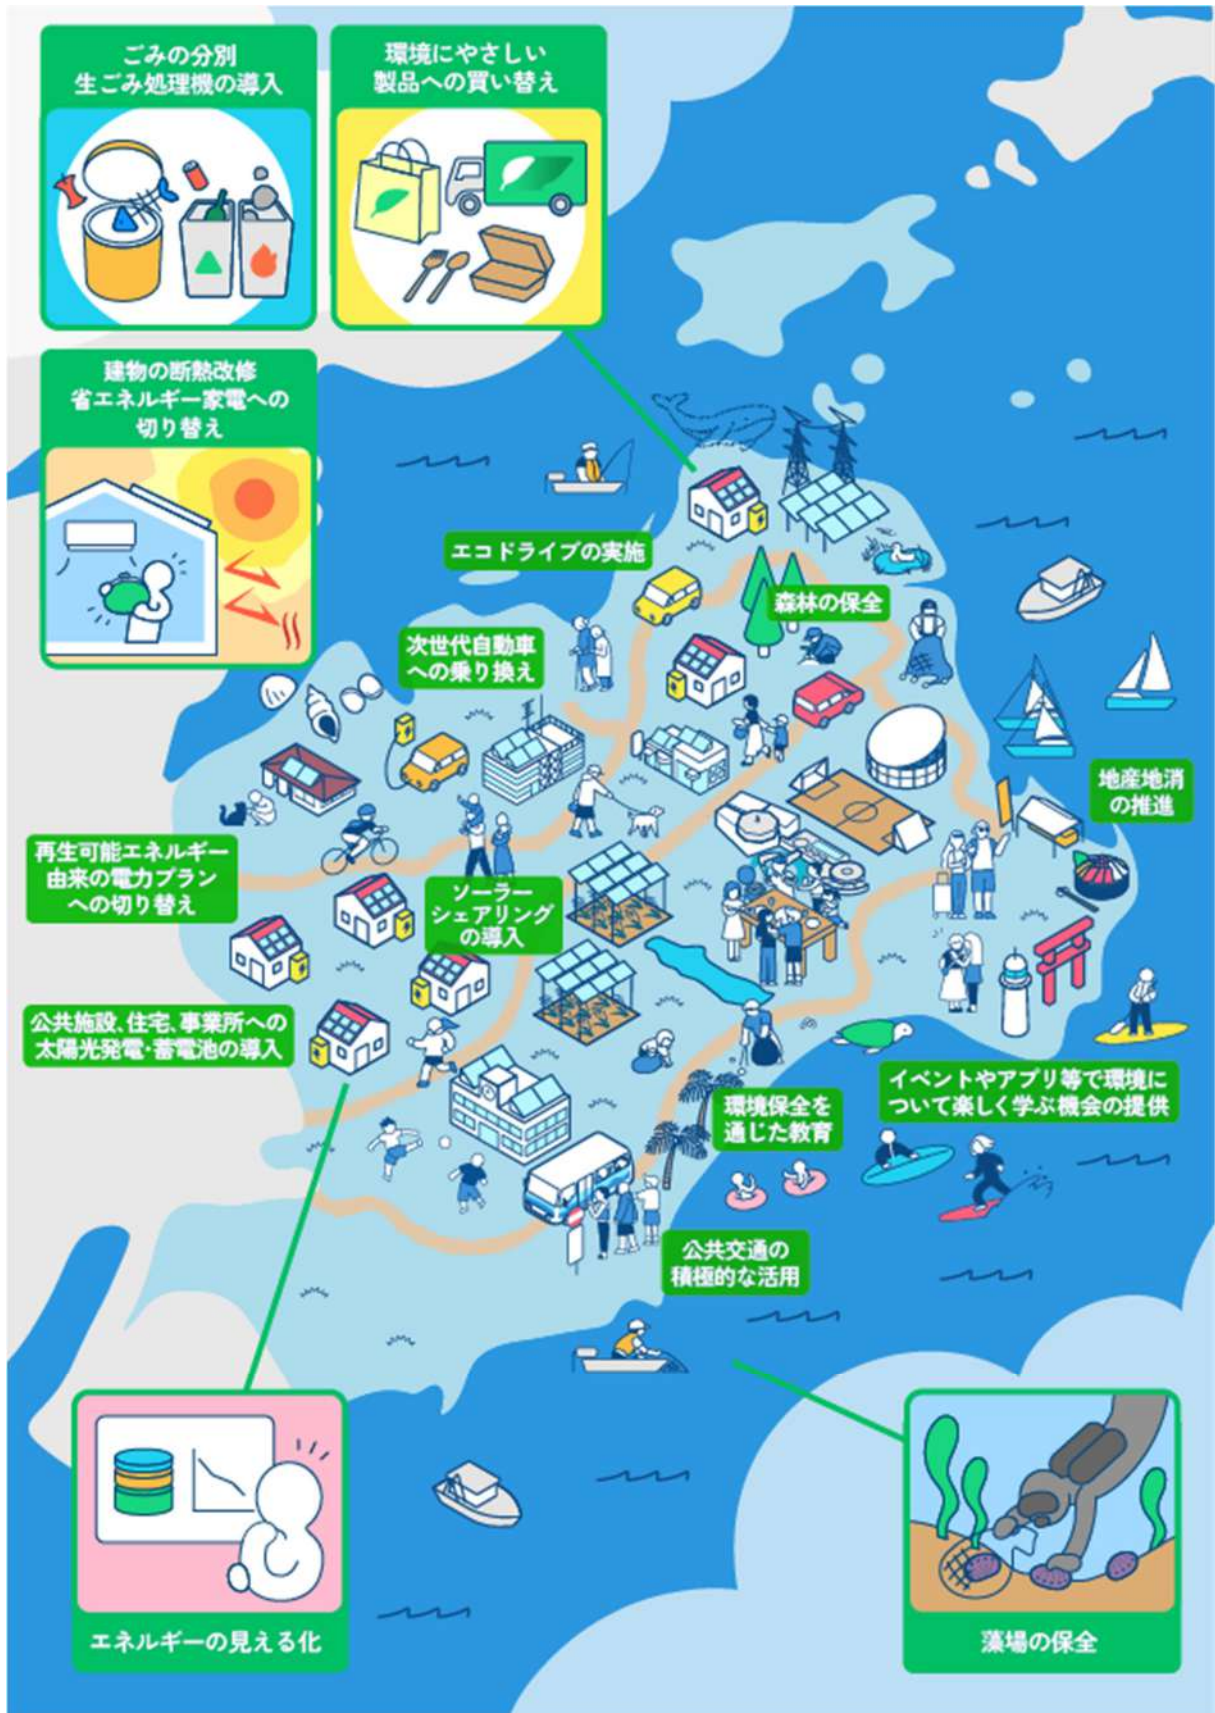 ごみの分別
生ごみ処理機の導入
環境にやさしい
製品への買い替え
建物の断熱改修
省エネルギー家電への
切り替え
エコドライブの実施
森林の保全
次世代自動車
への乗り換え
地産地消
の推進
再生可能エネルギー
由来の電力プラン
への切り替え
ソーラー
シェアリング
の導入
公共施設、住宅、事業所への
太陽光発電・蓄電池の導入
イベントやアプリ等で環境に
ついて楽しく学ぶ機会の提供
環境保全を
通じた教育
公共交通の
積極的な活用
エネルギーの見える化
藻場の保全